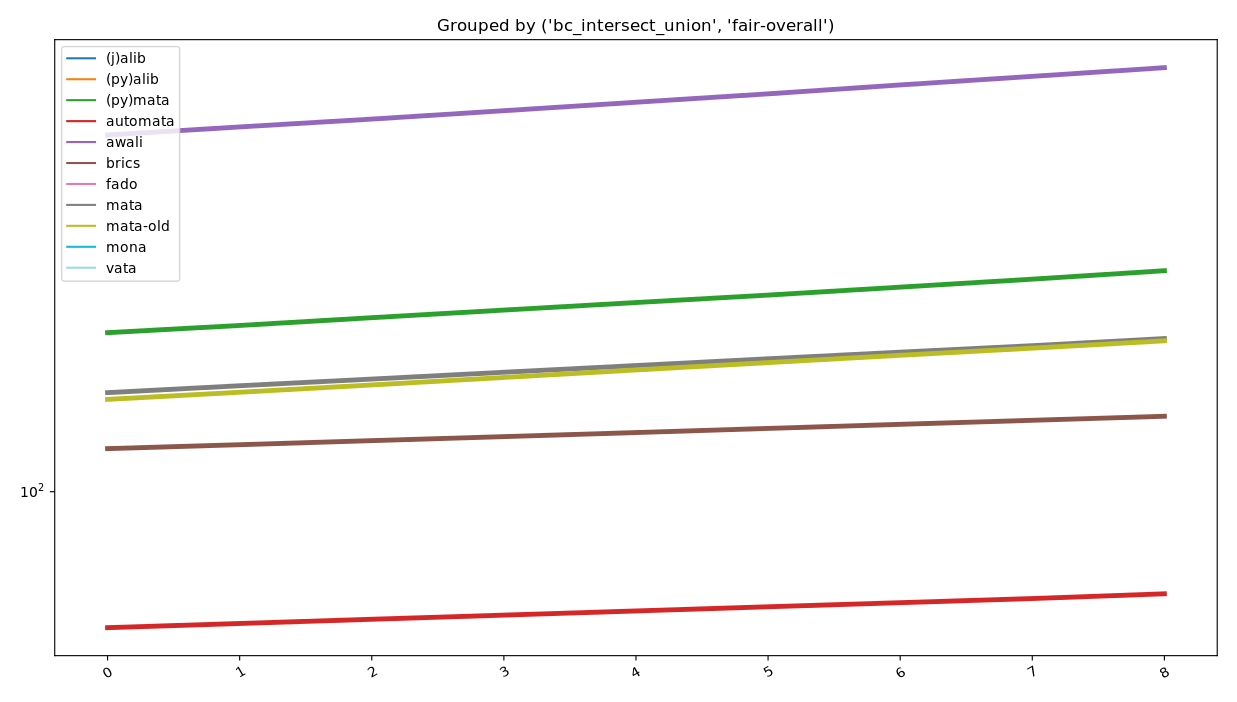 Grouped by ('bc_intersect_union', 'fair-overall')
(j)alib
(py)alib
(py)mata
automata
awali
brics
fado
mata
mata-old
mona
vata
10²
0 1 2 3 4 5 6 7 8